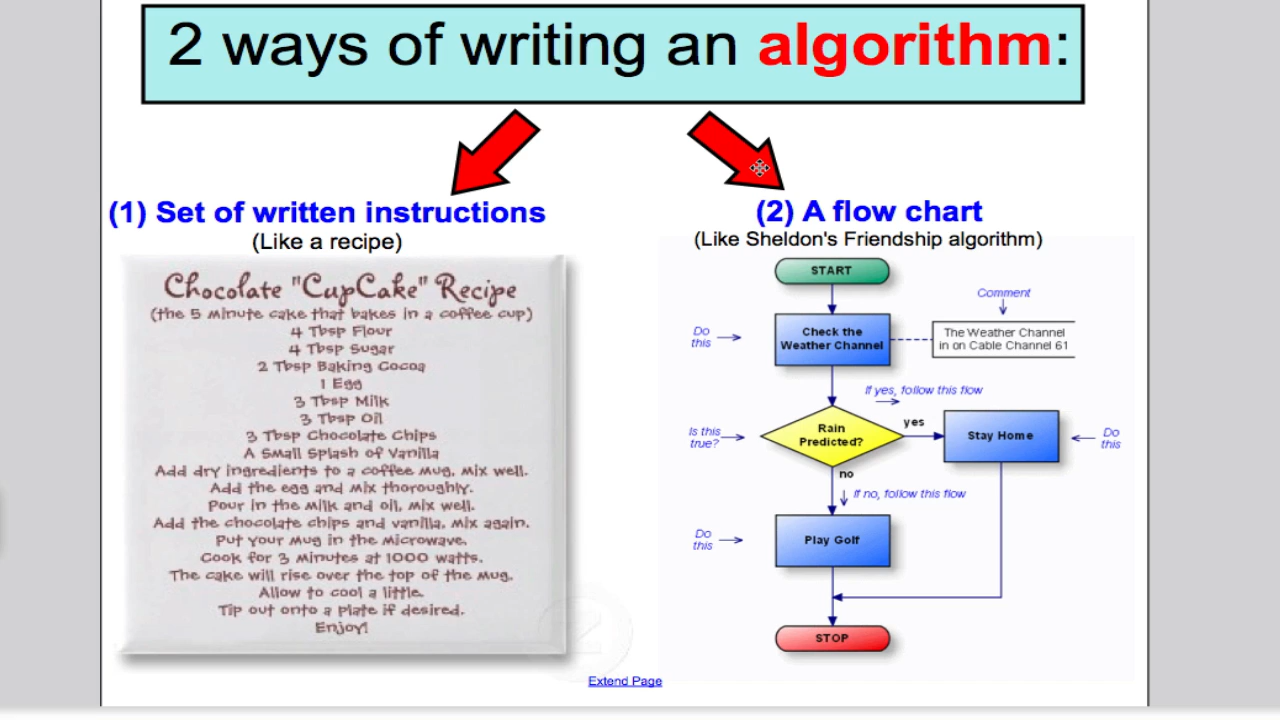 2 ways of writing an algorithm:
(1) Set of written instructions
(Like a recipe)
Chocolate "CupCake" Recipe
(the 5 minute cake that bakes in a coffee cup)
4 Tbsp Flour
4 Tbsp Sugar
2 Tbsp Baking Cocoa
1 Egg
3 Tbsp Milk
3 Tbsp Oil
3 Tbsp Chocolate Chips
A Small Splash of Vanilla
Add dry ingredients to a coffee mug. Mix well.
Add the egg and mix thoroughly.
Pour in the milk and oil, mix well.
Add the chocolate chips and vanilla, mix again.
Put your mug in the microwave.
Cook for 3 minutes at 1000 watts.
The cake will rise over the top of the mug.
Allow to cool a little.
Tip out onto a plate if desired.
Enjoy!
(2) A flow chart
(Like Sheldon's Friendship algorithm)
START
Comment
Do
this
Check the
Weather Channel
The Weather Channel
in on Cable Channel 61
If yes, follow this flow
Is this
true?
Rain
Predicted?
yes
Stay Home
Do
this
no
If no, follow this flow
Do
this
Play Golf
STOP
Extend Page